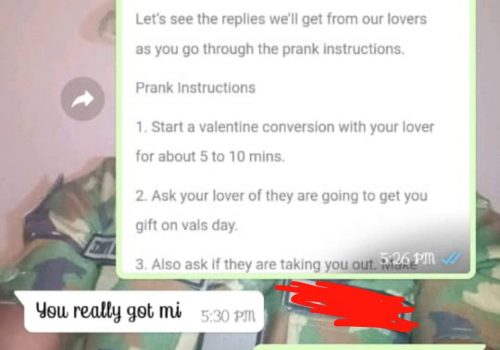 Let's see the replies we'll get from our lovers
as you go through the prank instructions.
Prank Instructions
1. Start a valentine conversion with your lover
for about 5 to 10 mins.
2. Ask your lover of they are going to get you
gift on vals day.
3. Also ask if they are taking you out. Make
5:26 PM
You really got mi
5:30 PM